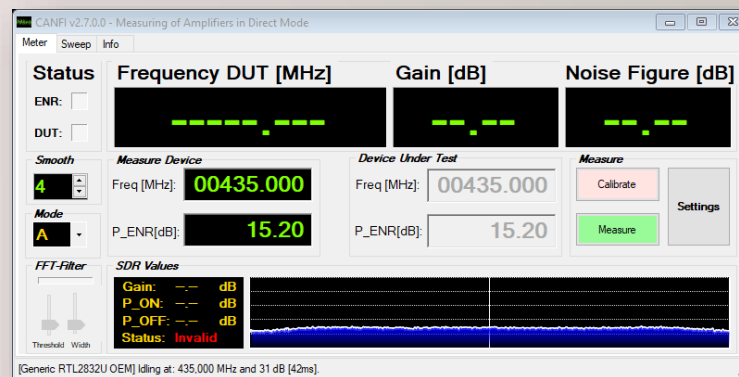 CANFI v2.7.0.0 - Measuring of Amplifiers in Direct Mode
Meter Sweep Info
Status Frequency DUT [MHz] Gain [dB] Noise Figure [dB]
ENR:
DUT:
-----.--- --.-- --.--
Smooth Measure Device Device Under Test Measure
4 Freq [MHz]: 00435.000 Freq [MHz]: 00435.000 Calibrate
Settings
Mode
A P_ENR[dB]: 15.20 P_ENR[dB]: 15.20 Measure
FFT-Filter SDR Values
Gain: --.- dB
P_ON: --.- dB
P_OFF: --.- dB
Status: Invalid
Threshold Width
[Generic RTL2832U OEM] Idling at: 435,000 MHz and 31 dB [42ms].